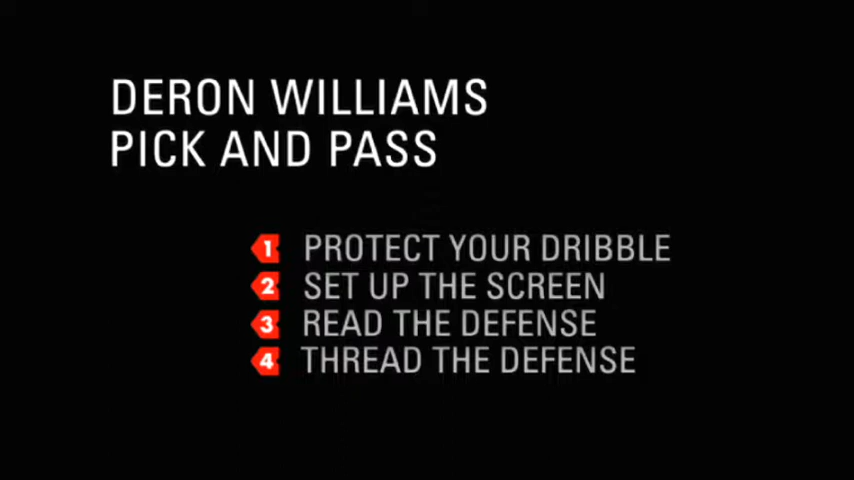 DERON WILLIAMS
PICK AND PASS
1 PROTECT YOUR DRIBBLE
2 SET UP THE SCREEN
3 READ THE DEFENSE
4 THREAD THE DEFENSE